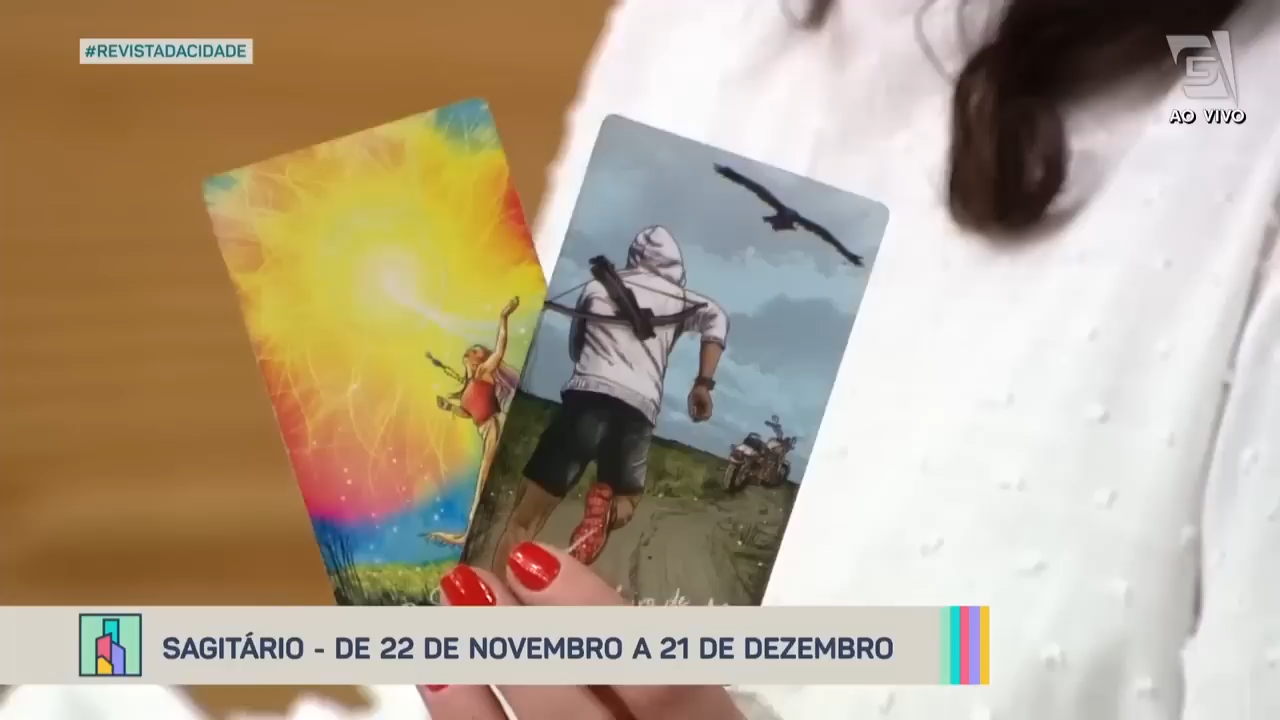 #REVISTADACIDADE
AO VIVO
SAGITÁRIO - DE 22 DE NOVEMBRO A 21 DE DEZEMBRO